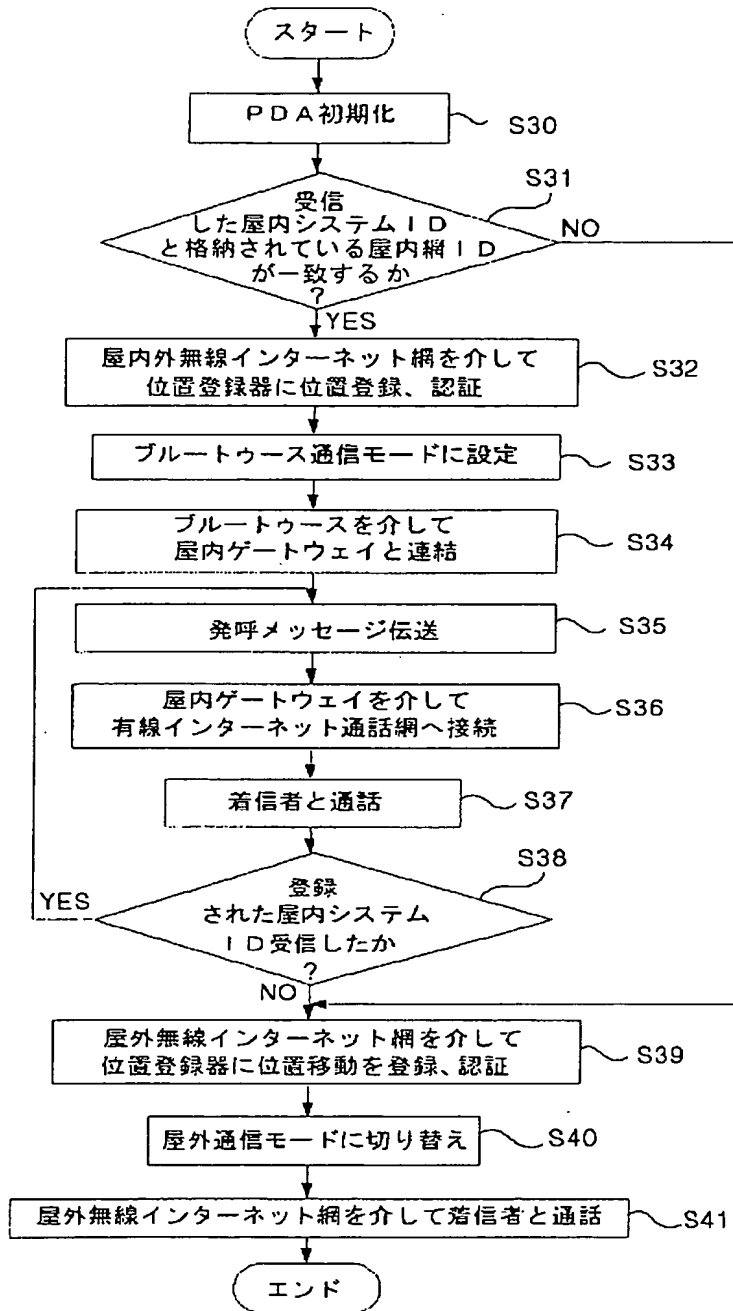 スタート
PDA初期化
S30
S31
受信
した屋内システムID
と格納されている屋内網ID
が一致するか
?
NO
YES
屋内外無線インターネット網を介して
位置登録器に位置登録、認証
S32
ブルートゥース通信モードに設定
S33
ブルートゥースを介して
屋内ゲートウェイと連結
S34
発呼メッセージ伝送
S35
屋内ゲートウェイを介して
有線インターネット通話網へ接続
S36
着信者と通話
S37
S38
登録
された屋内システム
ID受信したか
?
YES
NO
屋外無線インターネット網を介して
位置登録器に位置移動を登録、認証
S39
屋外通信モードに切り替え
S40
屋外無線インターネット網を介して着信者と通話
S41
エンド